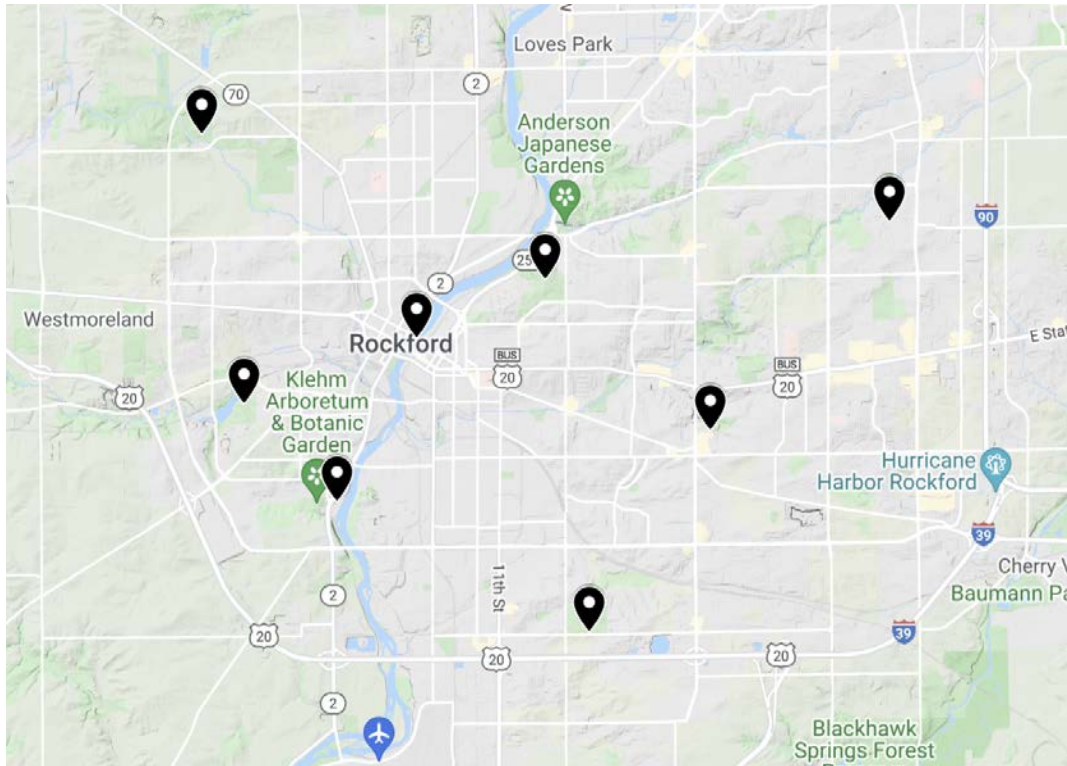 Loves Park
2
70
Anderson
Japanese
Gardens
90
25
2
Westmoreland
Rockford
E Sta
BUS
20
BUS
20
20
Klehm
Arboretum
& Botanic
Garden
Hurricane
Harbor Rockford
39
11th St
Cherry V
Baumann Pa
2
20
39
20
20
2
Blackhawk
Springs Forest